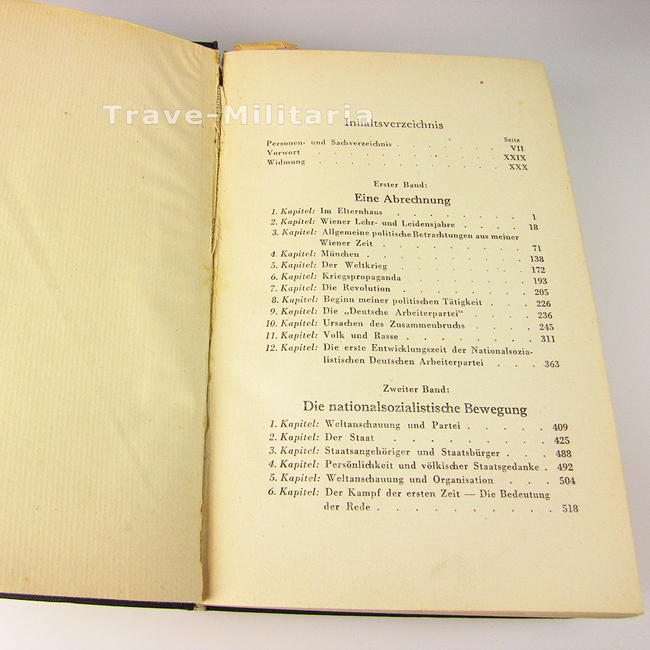 Trave-Militaria
Inhaltsverzeichnis
Seite
Personen- und Sachverzeichnis . . . . . . VII
Vorwort . . . . . . . . . . . XXIX
Widmung . . . . . . . . . . . XXX
Erster Band:
Eine Abrechnung
1. Kapitel: Im Elternhaus . . . . . . . 1
2. Kapitel: Wiener Lehr- und Leidensjahre . . . . 18
3. Kapitel: Allgemeine politische Betrachtungen aus meiner
Wiener Zeit . . . . . . . . 71
4. Kapitel: München . . . . . . . . 138
5. Kapitel: Der Weltkrieg . . . . . . . 172
6. Kapitel: Kriegspropaganda . . . . . . 193
7. Kapitel: Die Revolution . . . . . . . 205
8. Kapitel: Beginn meiner politischen Tätigkeit . . . 226
9. Kapitel: Die „Deutsche Arbeiterpartei“ . . . . 236
10. Kapitel: Ursachen des Zusammenbruchs . . . . 245
11. Kapitel: Volk und Rasse . . . . . . . 311
12. Kapitel: Die erste Entwicklungszeit der Nationalsozia-
listischen Deutschen Arbeiterpartei . . . . 363
Zweiter Band:
Die nationalsozialistische Bewegung
1. Kapitel: Weltanschauung und Partei . . . . . 409
2. Kapitel: Der Staat . . . . . . . . 425
3. Kapitel: Staatsangehöriger und Staatsbürger . . . 488
4. Kapitel: Persönlichkeit und völkischer Staatsgedanke . 492
5. Kapitel: Weltanschauung und Organisation . . . 504
6. Kapitel: Der Kampf der ersten Zeit — Die Bedeutung
der Rede . . . . . . . . . 518